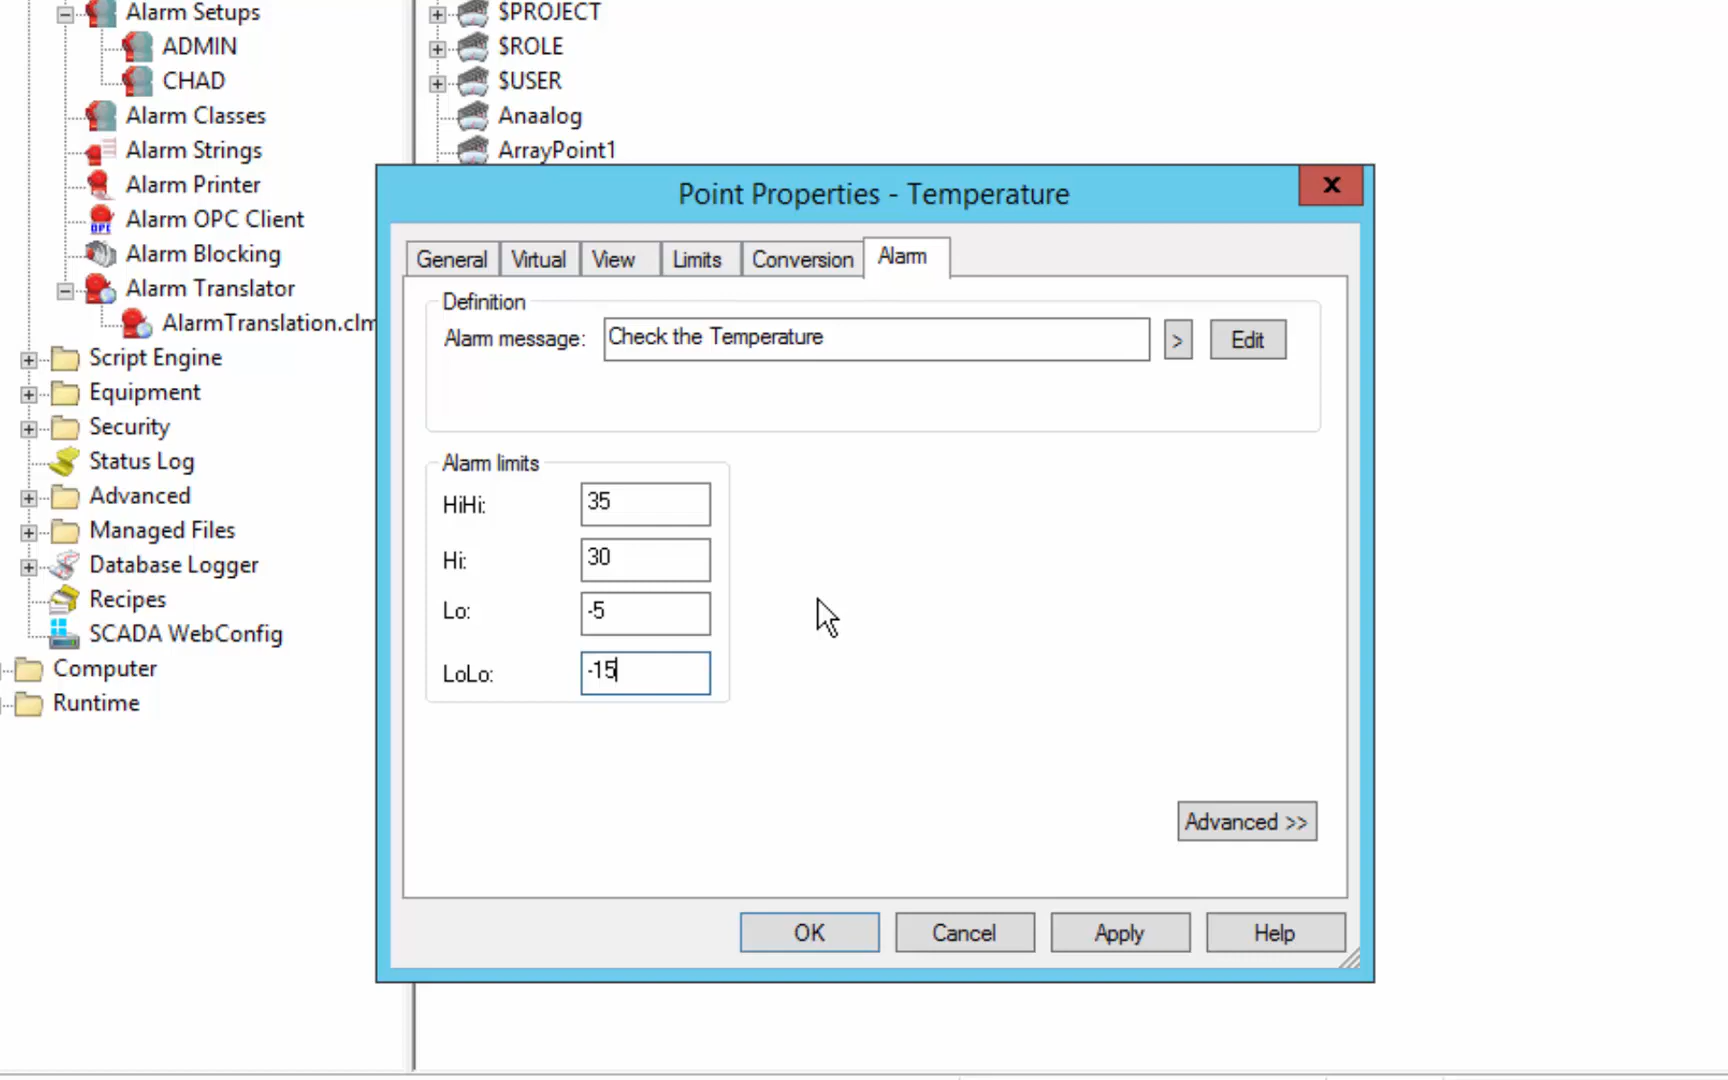 Alarm Setups
ADMIN
CHAD
Alarm Classes
Alarm Strings
Alarm Printer
Alarm OPC Client
Alarm Blocking
Alarm Translator
AlarmTranslation.clm
Script Engine
Equipment
Security
Status Log
Advanced
Managed Files
Database Logger
Recipes
SCADA WebConfig
Computer
Runtime
$PROJECT
$ROLE
$USER
Anaalog
ArrayPoint1
Point Properties - Temperature
x
General Virtual View Limits Conversion Alarm
Definition
Alarm message: Check the Temperature > Edit
Alarm limits
HiHi: 35
Hi: 30
Lo: -5
LoLo: -15
Advanced >>
OK Cancel Apply Help